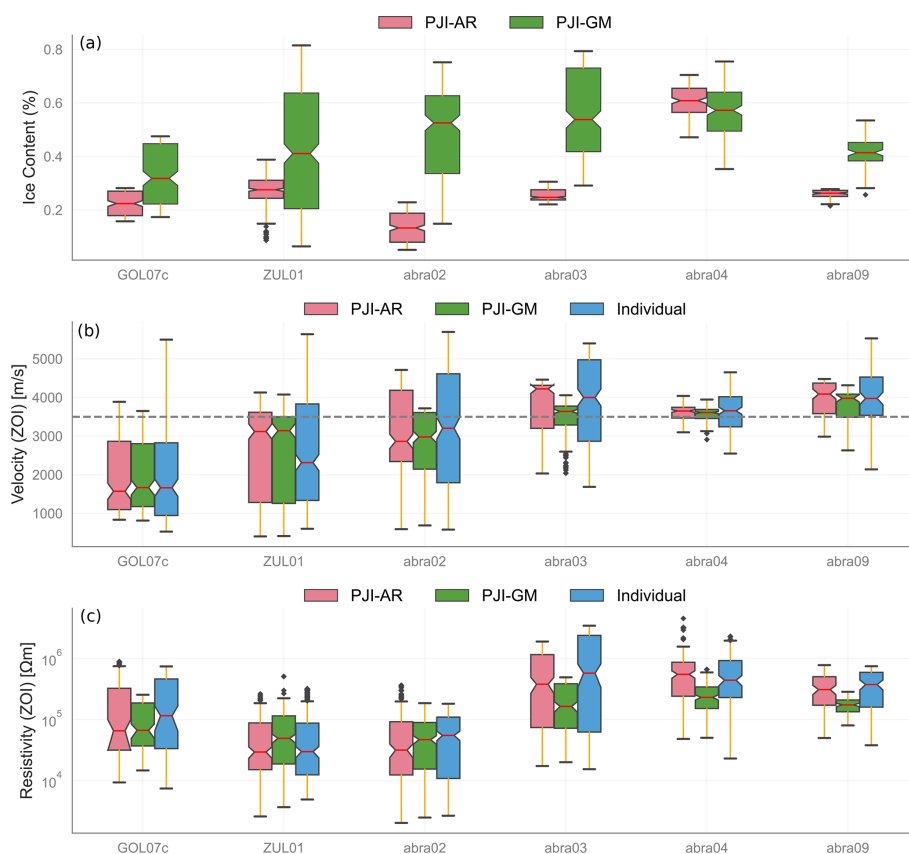 PJI-AR PJI-GM
(a)
Ice Content (%)
0.8
0.6
0.4
0.2
GOL07c ZUL01 abra02 abra03 abra04 abra09
PJI-AR PJI-GM Individual
(b)
Velocity (ZOI) [m/s]
5000
4000
3000
2000
1000
GOL07c ZUL01 abra02 abra03 abra04 abra09
PJI-AR PJI-GM Individual
(c)
Resistivity (ZOI) [Ωm]
10⁶
10⁵
10⁴
GOL07c ZUL01 abra02 abra03 abra04 abra09